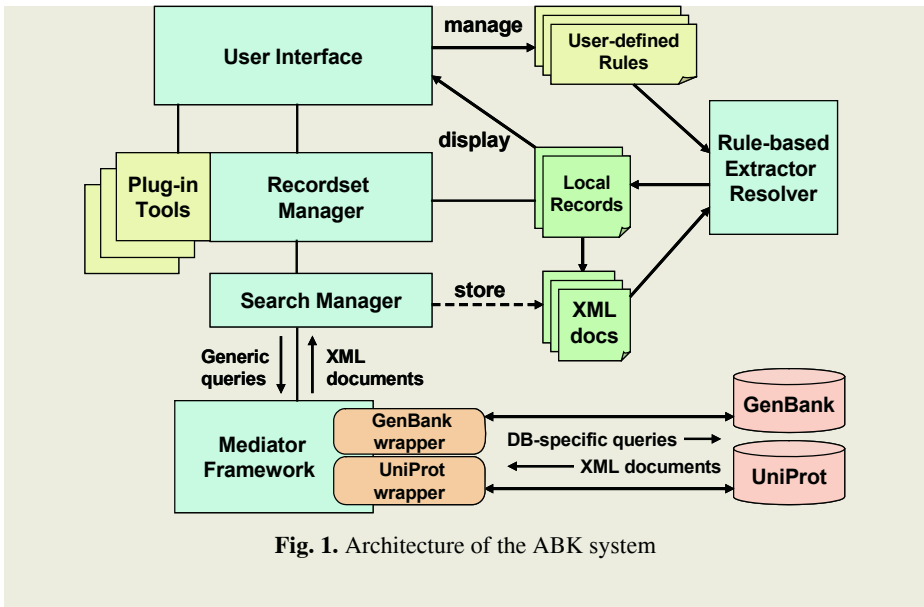 User Interface
manage
User-defined
Rules
display
Rule-based
Extractor
Resolver
Plug-in
Tools
Recordset
Manager
Local
Records
Search Manager
store
XML
docs
Generic
queries
XML
documents
Mediator
Framework
GenBank
wrapper
UniProt
wrapper
DB-specific queries
XML documents
GenBank
UniProt
Fig. 1. Architecture of the ABK system